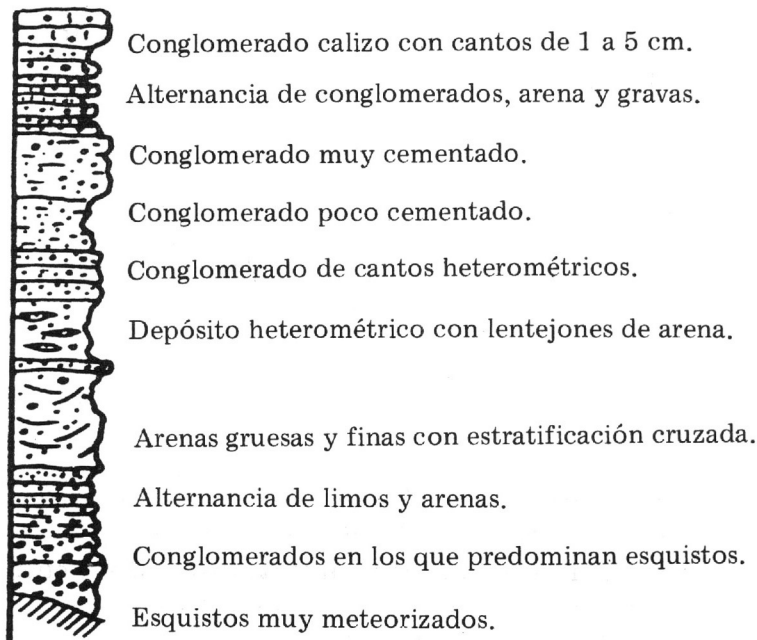 Conglomerado calizo con cantos de 1 a 5 cm.
Alternancia de conglomerados, arena y gravas.
Conglomerado muy cementado.
Conglomerado poco cementado.
Conglomerado de cantos heterométricos.
Depósito heterométrico con lentejones de arena.
Arenas gruesas y finas con estratificación cruzada.
Alternancia de limos y arenas.
Conglomerados en los que predominan esquistos.
Esquistos muy meteorizados.